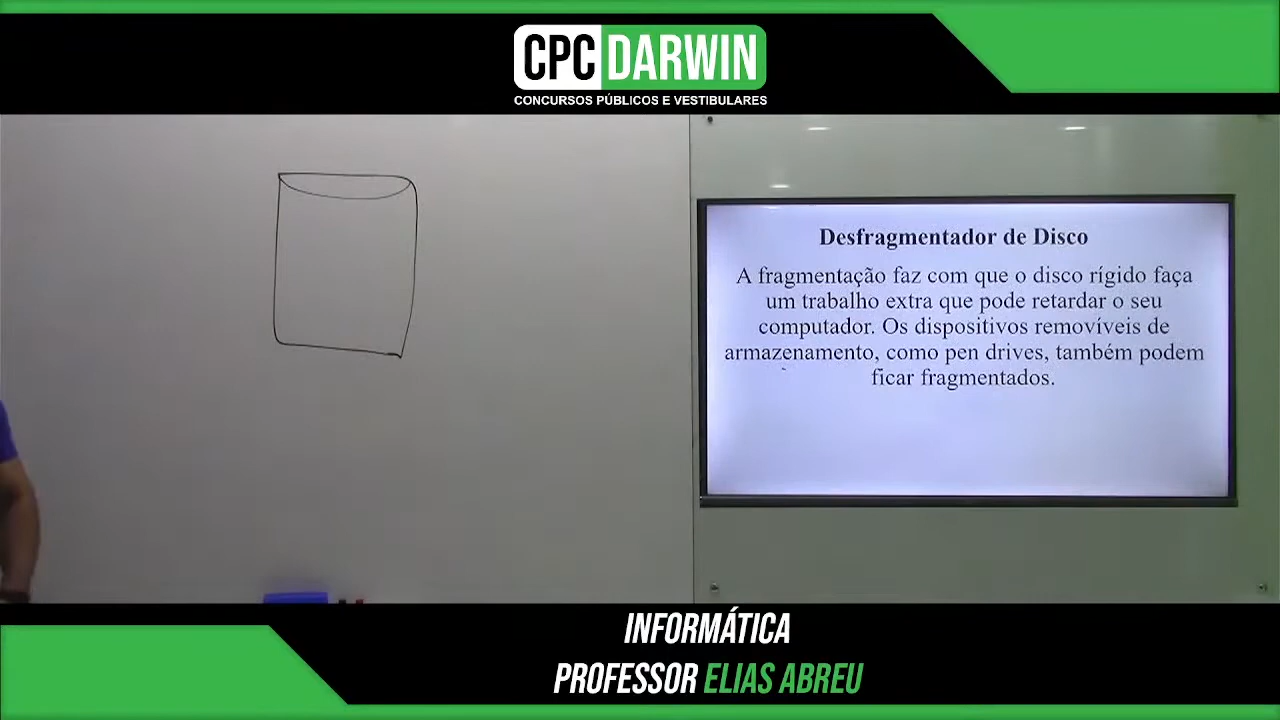 CPC DARWIN
CONCURSOS PÚBLICOS E VESTIBULARES
Desfragmentador de Disco
A fragmentação faz com que o disco rígido faça
um trabalho extra que pode retardar o seu
computador. Os dispositivos removíveis de
armazenamento, como pen drives, também podem
ficar fragmentados.
INFORMÁTICA
PROFESSOR ELIAS ABREU